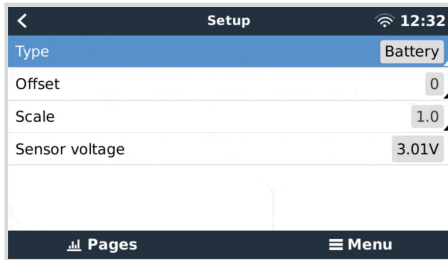 Setup 12:32
Type Battery
Offset 0
Scale 1.0
Sensor voltage 3.01V
Pages Menu